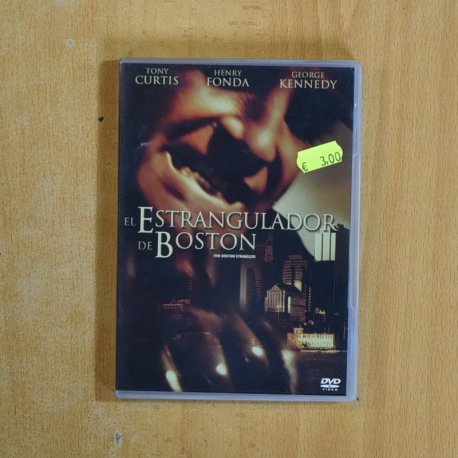 TONY CURTIS
HENRY FONDA
GEORGE KENNEDY
€ 3,00
EL ESTRANGULADOR
DE BOSTON
(THE BOSTON STRANGLER)
DVD
VIDEO